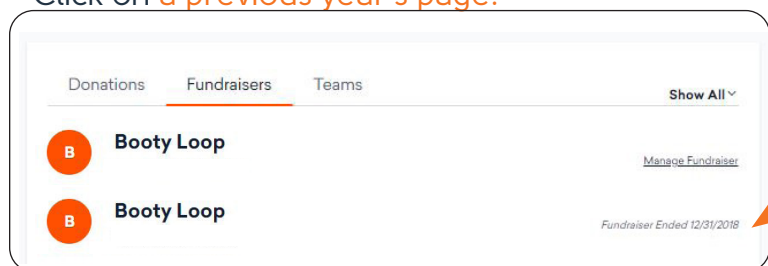 Click on a previous year's page.
Donations Fundraisers Teams
Show All
B Booty Loop
Manage Fundraiser
B Booty Loop
Fundraiser Ended 12/31/2018